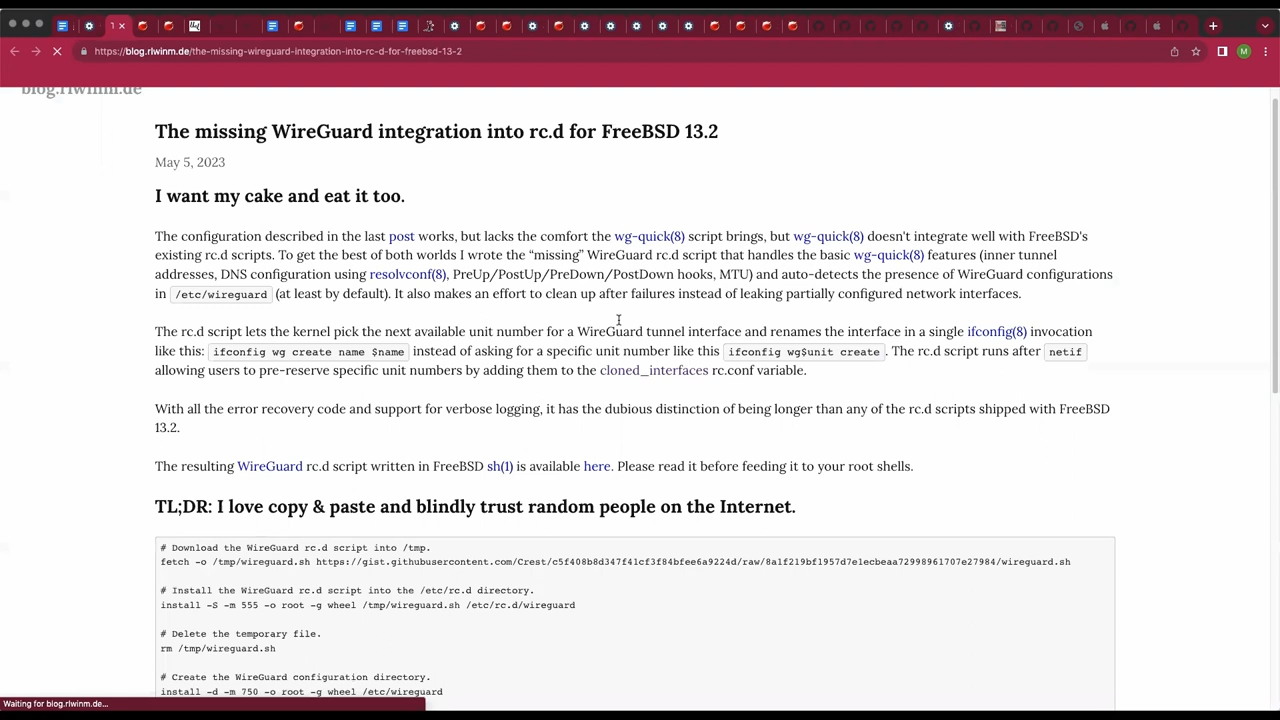 1
https://blog.rlwinm.de/the-missing-wireguard-integration-into-rc-d-for-freebsd-13-2
M
blog.rlwinm.de
The missing WireGuard integration into rc.d for FreeBSD 13.2
May 5, 2023
I want my cake and eat it too.
The configuration described in the last post works, but lacks the comfort the wg-quick(8) script brings, but wg-quick(8) doesn't integrate well with FreeBSD's
existing rc.d scripts. To get the best of both worlds I wrote the “missing” WireGuard rc.d script that handles the basic wg-quick(8) features (inner tunnel
addresses, DNS configuration using resolvconf(8), PreUp/PostUp/PreDown/PostDown hooks, MTU) and auto-detects the presence of WireGuard configurations
in /etc/wireguard (at least by default). It also makes an effort to clean up after failures instead of leaking partially configured network interfaces.
The rc.d script lets the kernel pick the next available unit number for a WireGuard tunnel interface and renames the interface in a single ifconfig(8) invocation
like this: ifconfig wg create name $name instead of asking for a specific unit number like this ifconfig wg$unit create. The rc.d script runs after netif
allowing users to pre-reserve specific unit numbers by adding them to the cloned_interfaces rc.conf variable.
With all the error recovery code and support for verbose logging, it has the dubious distinction of being longer than any of the rc.d scripts shipped with FreeBSD
13.2.
The resulting WireGuard rc.d script written in FreeBSD sh(1) is available here. Please read it before feeding it to your root shells.
TL;DR: I love copy & paste and blindly trust random people on the Internet.
# Download the WireGuard rc.d script into /tmp.
fetch -o /tmp/wireguard.sh https://gist.githubusercontent.com/Crest/c5f408b8d347f41cf3f84bfee6a9224d/raw/8a1f219bf1957d7e1ecbeaa72998961707e27984/wireguard.sh
# Install the WireGuard rc.d script into the /etc/rc.d directory.
install -S -m 555 -o root -g wheel /tmp/wireguard.sh /etc/rc.d/wireguard
# Delete the temporary file.
rm /tmp/wireguard.sh
# Create the WireGuard configuration directory.
install -d -m 750 -o root -g wheel /etc/wireguard
Waiting for blog.rlwinm.de...